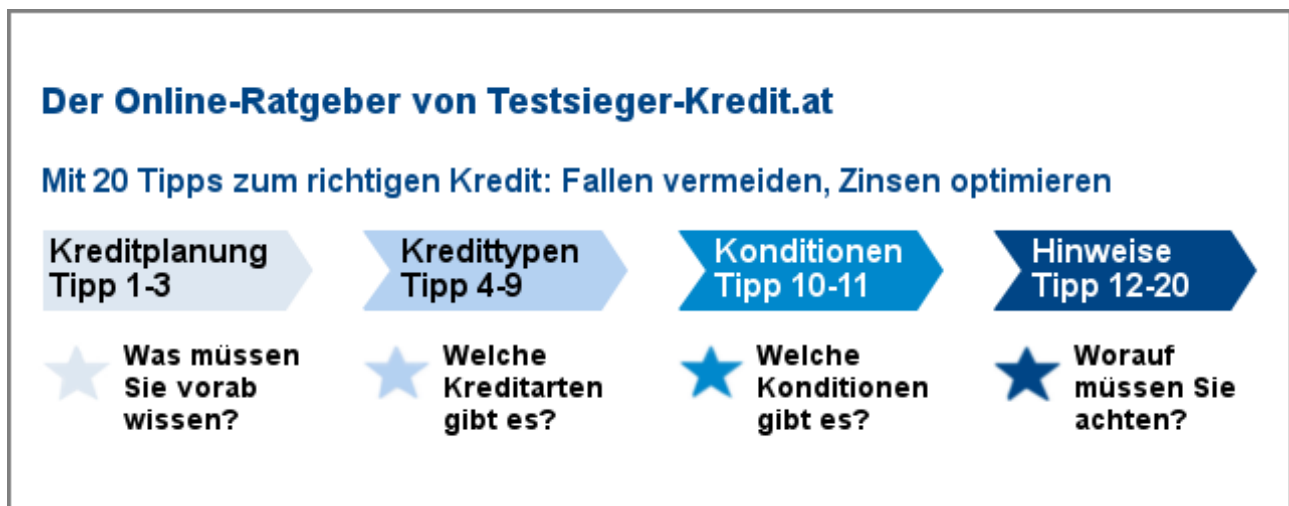 Der Online-Ratgeber von Testsieger-Kredit.at
Mit 20 Tipps zum richtigen Kredit: Fallen vermeiden, Zinsen optimieren
Kreditplanung
Tipp 1-3
Kredittypen
Tipp 4-9
Konditionen
Tipp 10-11
Hinweise
Tipp 12-20
Was müssen
Sie vorab
wissen?
Welche
Kreditarten
gibt es?
Welche
Konditionen
gibt es?
Worauf
müssen Sie
achten?